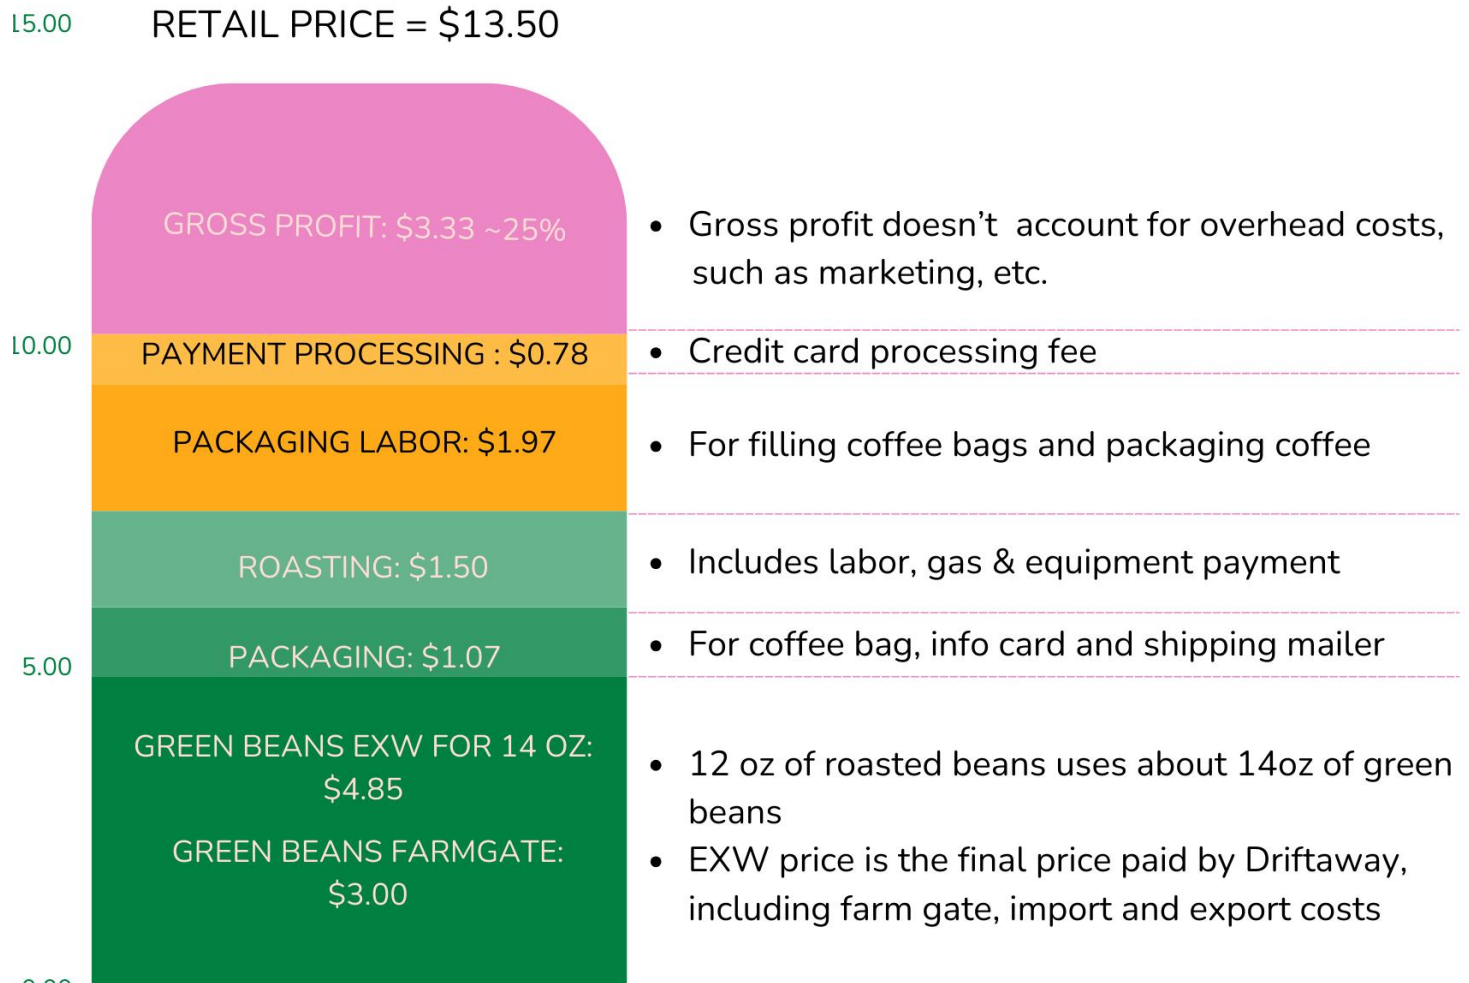 15.00
RETAIL PRICE = $13.50
GROSS PROFIT: $3.33 ~25%
• Gross profit doesn’t account for overhead costs,
such as marketing, etc.
10.00
PAYMENT PROCESSING : $0.78
• Credit card processing fee
PACKAGING LABOR: $1.97
• For filling coffee bags and packaging coffee
ROASTING: $1.50
• Includes labor, gas & equipment payment
PACKAGING: $1.07
• For coffee bag, info card and shipping mailer
5.00
GREEN BEANS EXW FOR 14 OZ:
$4.85
GREEN BEANS FARMGATE:
$3.00
• 12 oz of roasted beans uses about 14oz of green
beans
• EXW price is the final price paid by Driftaway,
including farm gate, import and export costs